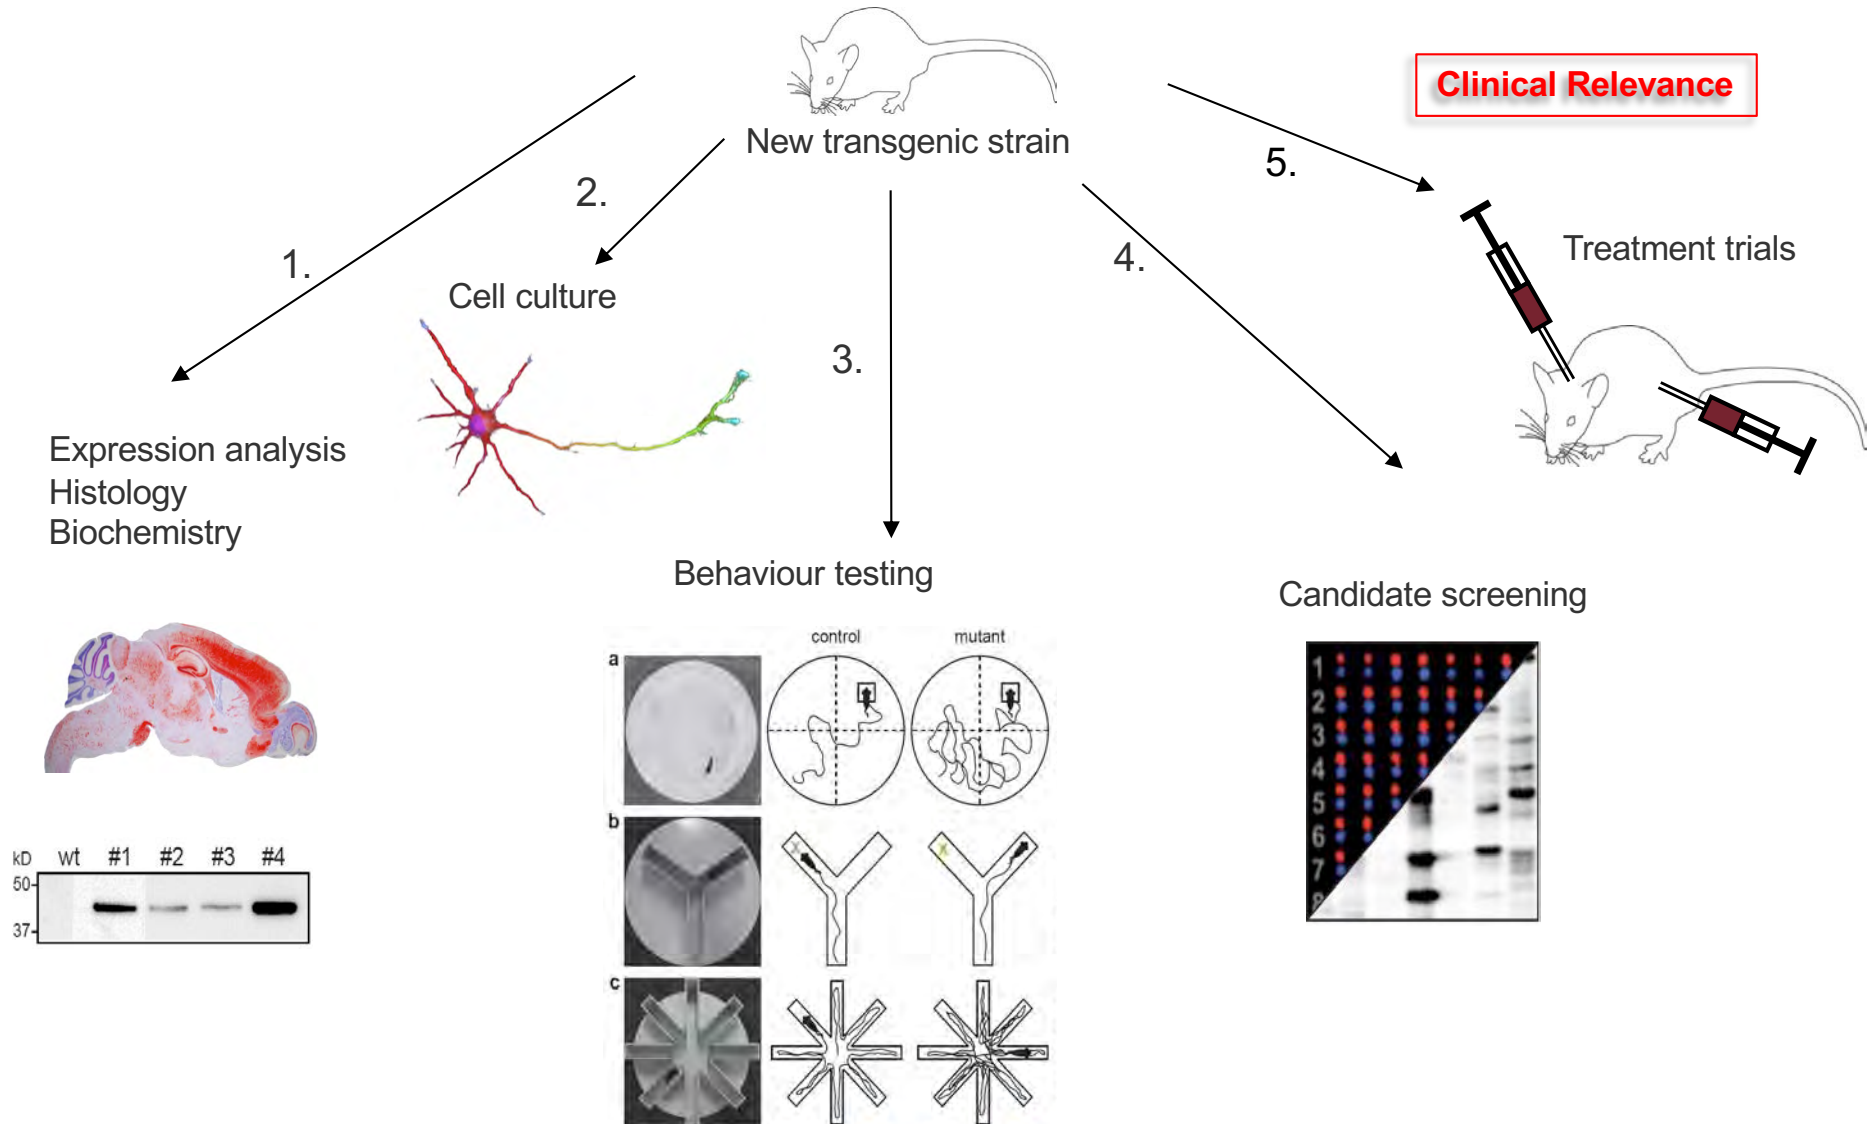 Clinical Relevance
New transgenic strain
5.
2.
Treatment trials
1.
4.
Cell culture
3.
Expression analysis
Histology
Biochemistry
Behaviour testing
Candidate screening
control mutant
a
b
c
kD wt #1 #2 #3 #4
50-
37-
1
2
3
4
5
6
7
8
X
X